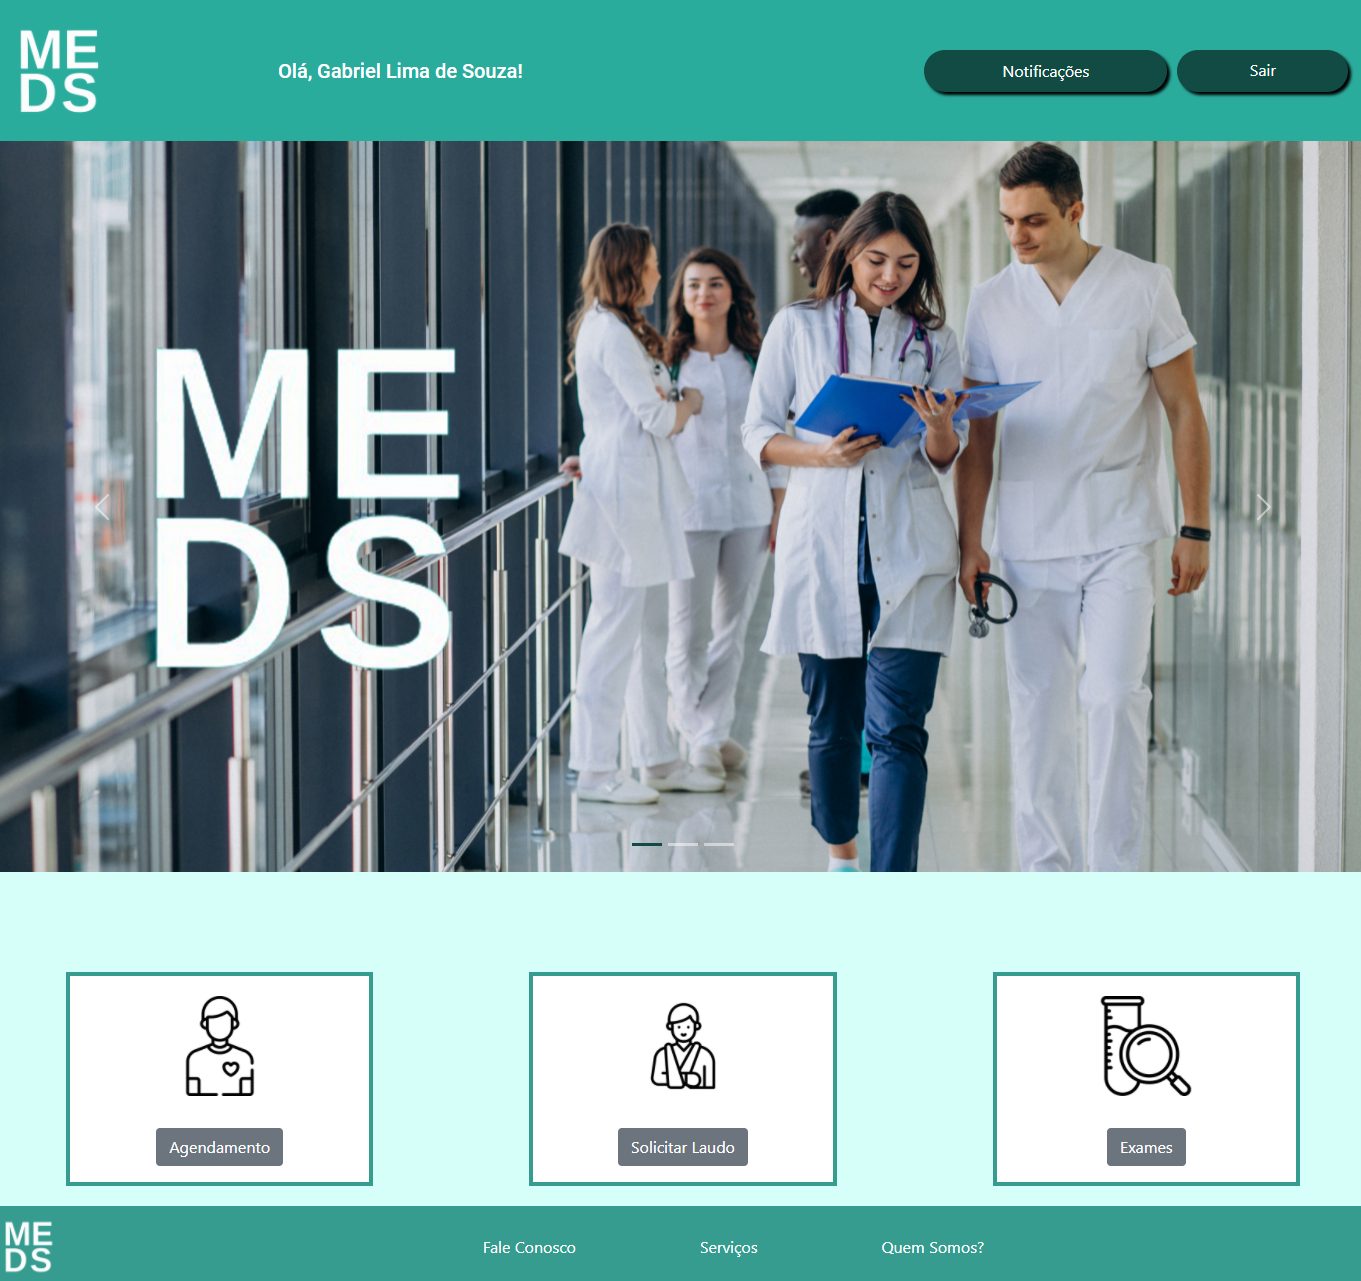 ME
DS
Olá, Gabriel Lima de Souza!
Notificações
Sair
ME
DS
Agendamento
Solicitar Laudo
Exames
ME
DS
Fale Conosco
Serviços
Quem Somos?